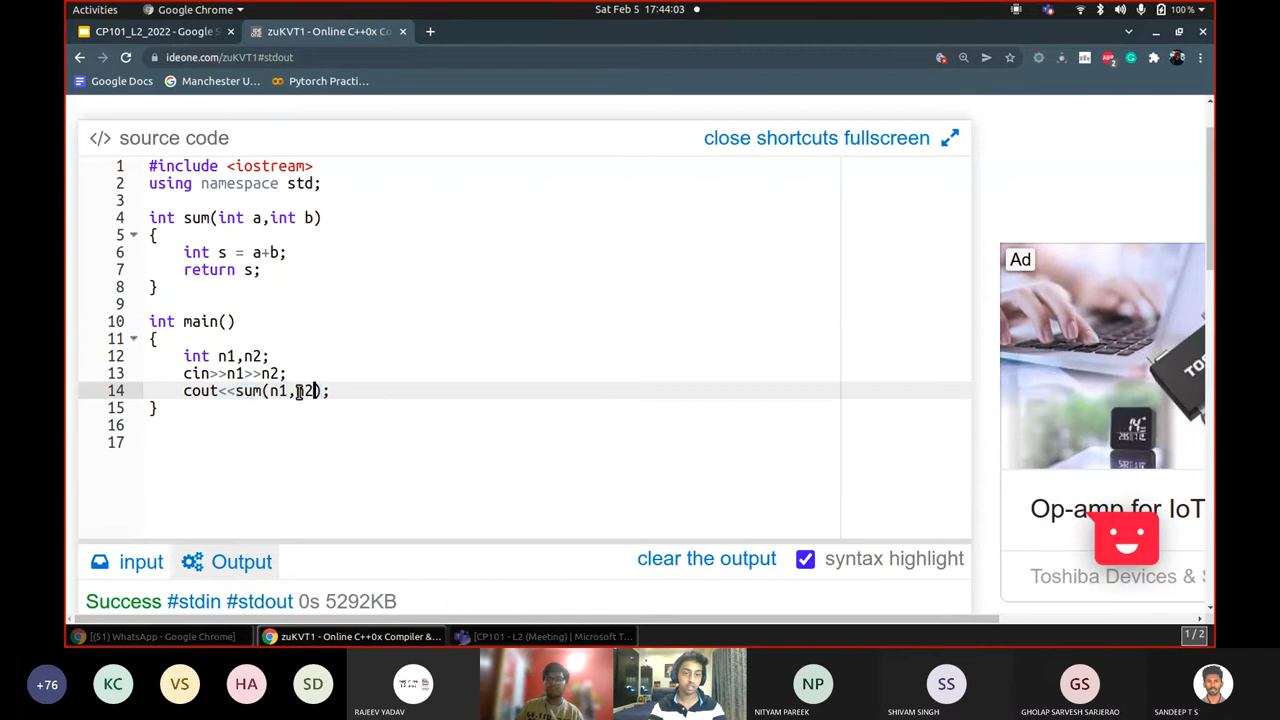 Activities
Google Chrome
Sat Feb 5 17:44:03
100 %
CP101_L2_2022 - Google S
zuKVT1 - Online C++0x Co
ideone.com/zuKVT1#stdout
Google Docs
Manchester U...
Pytorch Practi...
</> source code
close shortcuts fullscreen
1 #include <iostream>
2 using namespace std;
3
4 int sum(int a,int b)
5 {
6 int s = a+b;
7 return s;
8 }
9
10 int main()
11 {
12 int n1,n2;
13 cin>>n1>>n2;
14 cout<<sum(n1,n2);
15 }
16
17
Ad
Op-amp for IoT
Toshiba Devices & S
input
Output
clear the output
syntax highlight
Success #stdin #stdout 0s 5292KB
[(51) WhatsApp - Google Chrome]
zuKVT1 - Online C++0x Compiler &...
[CP101 - L2 (Meeting) | Microsoft T...
1 / 2
+76
KC
VS
HA
SD
RAJEEV YADAV
NP
NITYAM PAREEK
SS
SHIVAM SINGH
GS
GHOLAP SARVESH SARJERAO
SANDEEP T S